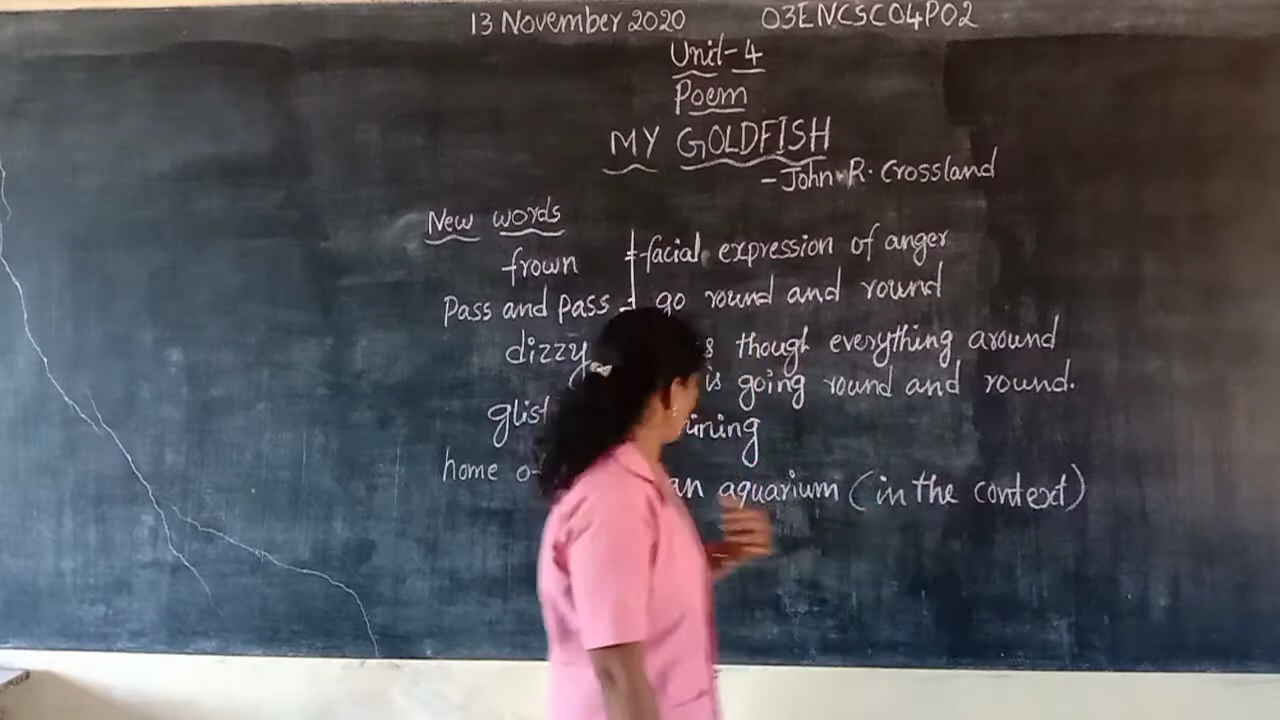 13 November 2020 03ENCSC04P02
Unit-4
Poem
MY GOLDFISH
- John R. Crossland
New words
frown - facial expression of anger
Pass and pass - go round and round
dizzy though everything around
is going round and round.
home an aquarium (in the context)